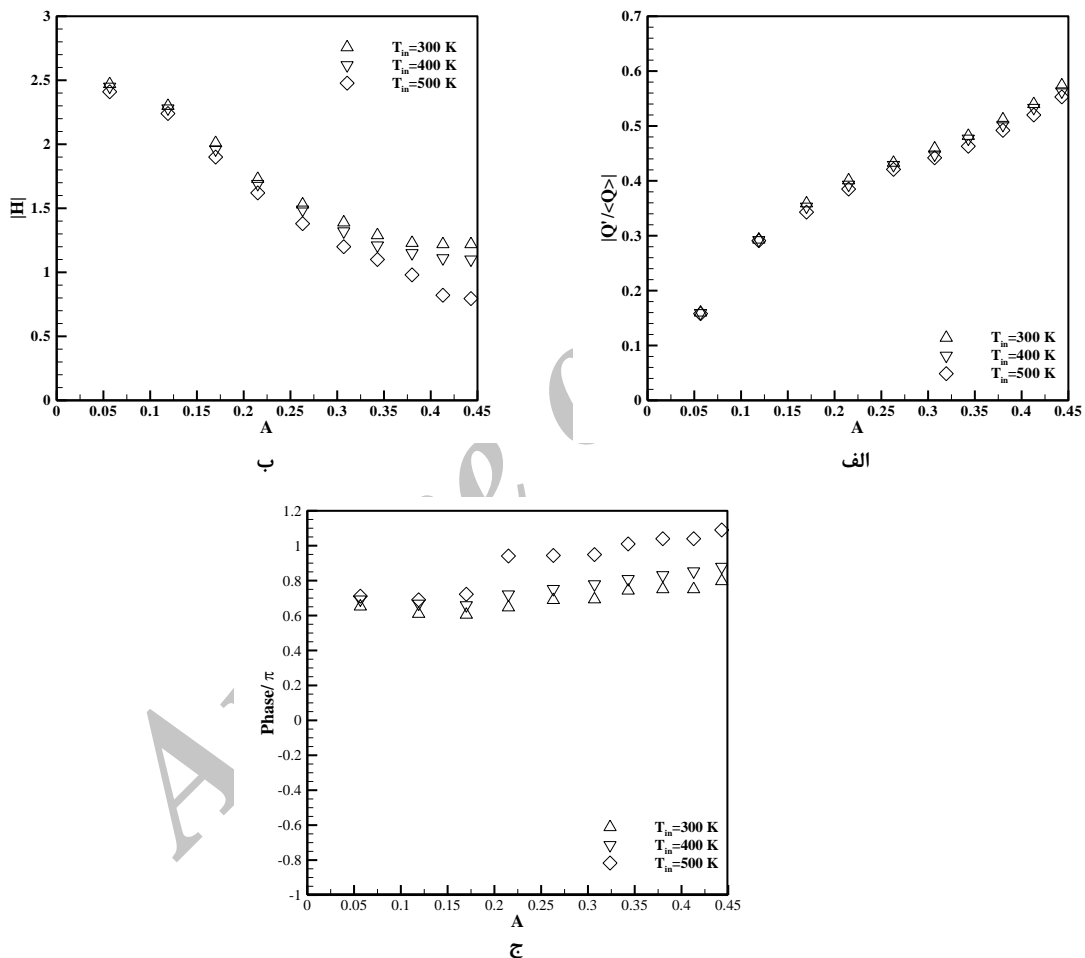 3
2.5
2
1.5
1
0.5
0
|H|
T_in=300 K
T_in=400 K
T_in=500 K
0 0.05 0.1 0.15 0.2 0.25 0.3 0.35 0.4 0.45
A
ب
0.7
0.6
0.5
0.4
0.3
0.2
0.1
0
|Q'/<Q>|
T_in=300 K
T_in=400 K
T_in=500 K
0 0.05 0.1 0.15 0.2 0.25 0.3 0.35 0.4 0.45
A
الف
1.2
1
0.8
0.6
0.4
0.2
0
-0.2
-0.4
-0.6
-0.8
-1
Phase/ π
T_in=300 K
T_in=400 K
T_in=500 K
0 0.05 0.1 0.15 0.2 0.25 0.3 0.35 0.4 0.45
A
ج